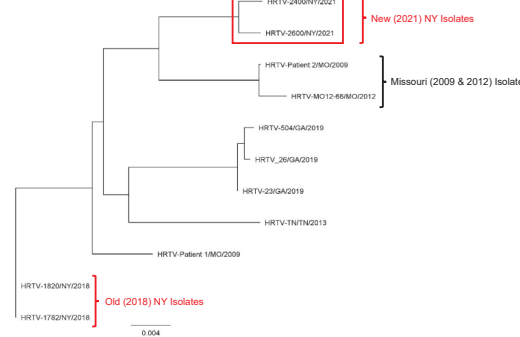 HRTV-2400/NY/2021
New (2021) NY Isolates
HRTV-2600/NY/2021
HRTV-Patient 2/MO/2009
Missouri (2009 & 2012) Isolate
HRTV-MO12-66/MO/2012
HRTV-504/GA/2019
HRTV_26/GA/2019
HRTV-23/GA/2019
HRTV-TN/TN/2013
HRTV-Patient 1/MO/2009
HRTV-1820/NY/2018
Old (2018) NY Isolates
HRTV-1782/NY/2018
0.004